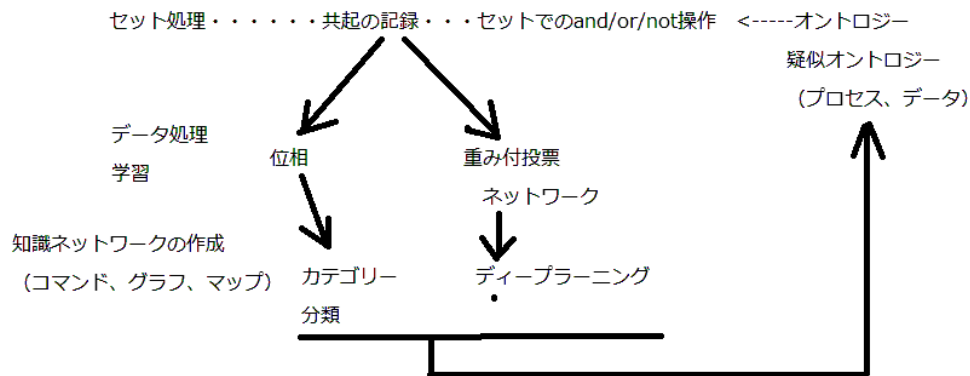 セット処理・・・・・・共起の記録・・・セットでのand/or/not操作 <-----オントロジー
疑似オントロジー
（プロセス、データ）
データ処理
学習
位相
重み付投票
ネットワーク
知識ネットワークの作成
（コマンド、グラフ、マップ）
カテゴリー
分類
ディープラーニング